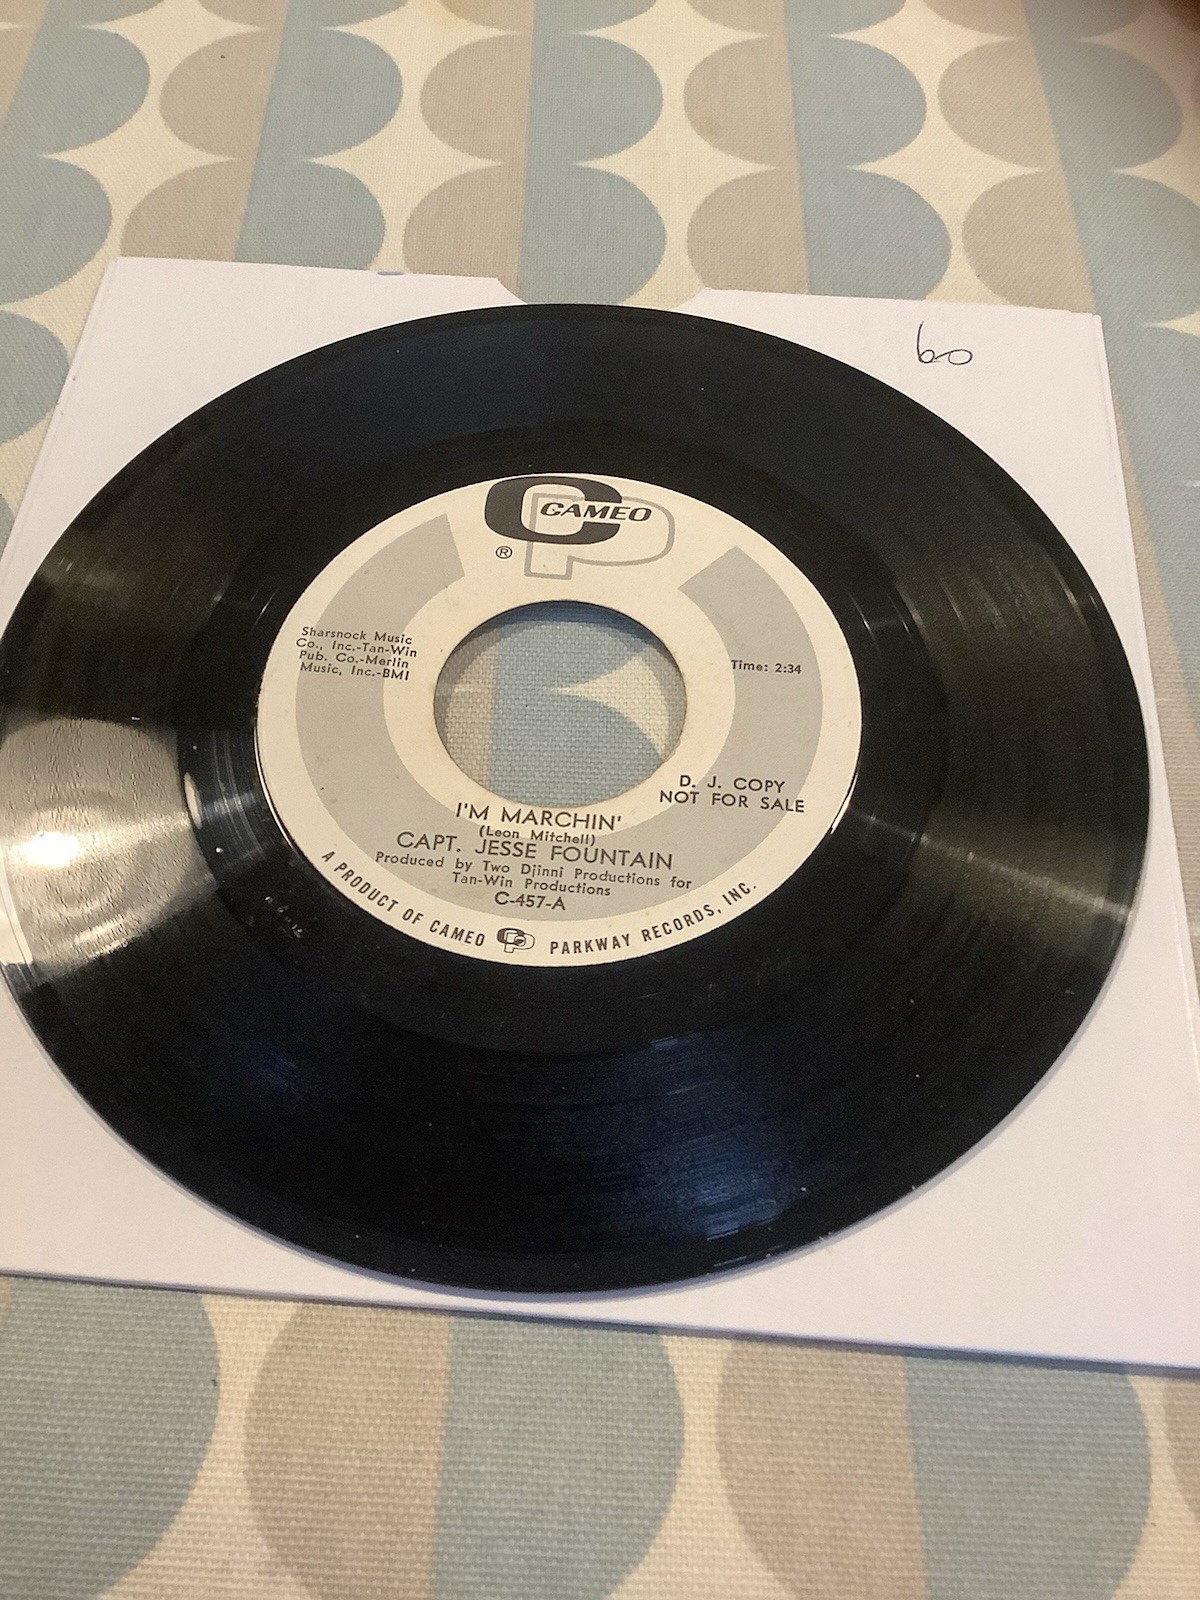 60
CAMEO
®
Sharsnock Music
Co., Inc.-Tan-Win
Pub. Co.-Merlin
Music, Inc.-BMI
Time: 2:34
D. J. COPY
NOT FOR SALE
I'M MARCHIN'
(Leon Mitchell)
CAPT. JESSE FOUNTAIN
Produced by Two Djinni Productions for
Tan-Win Productions
C-457-A
A PRODUCT OF CAMEO CP PARKWAY RECORDS, INC.